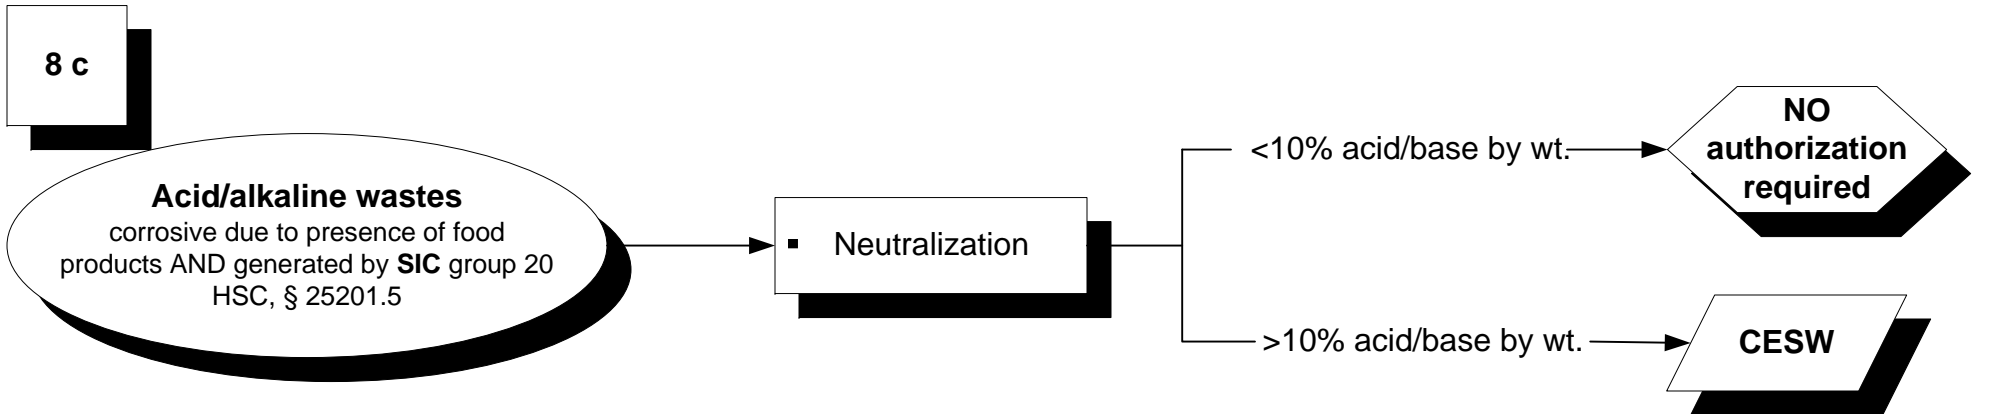 8 c
Acid/alkaline wastes
corrosive due to presence of food
products AND generated by SIC group 20
HSC, § 25201.5
▪ Neutralization
<10% acid/base by wt.
NO
authorization
required
>10% acid/base by wt.
CESW